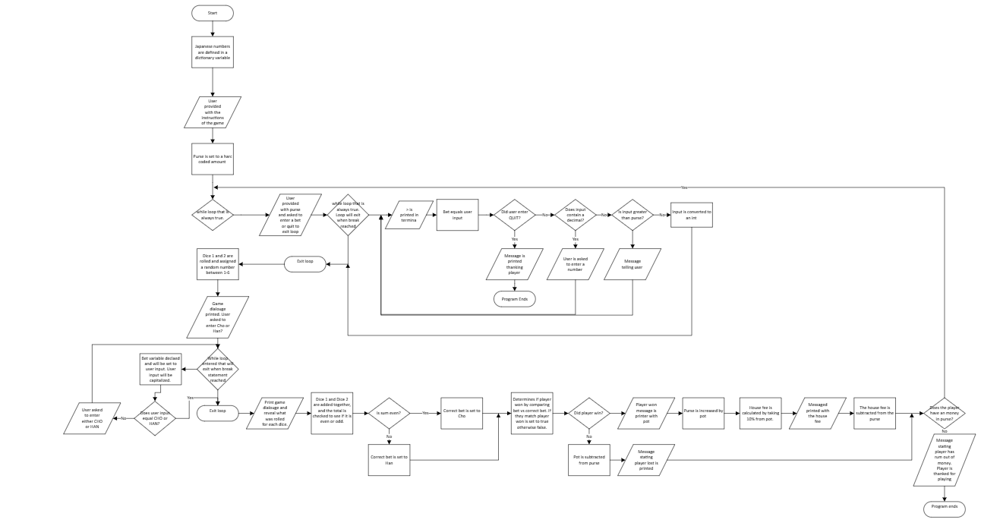 Start
Japanese numbers
are defined in a
dictionary variable
User
provided
with the
instructions
of the game
Purse is set to a harc
coded amount
Yes
while loop that is
always true.
User
provided
with purse
and asked to
enter a bet
or quit to
exit loop
while loop that is
always true.
Loop will exit
when break
reached.
> is
printed in
termina
Bet equals user
input
Did user enter
QUIT?
No
Does input
contain a
decimal?
No
Is input greater
than purse?
No
Input is converted to
an Int
Yes
Yes
Message is
printed
thanking
player
User is asked
to enter a
number
Message
telling user
Program Ends
Exit loop
Dice 1 and 2 are
rolled and assigned
a random number
between 1-6
Game
dialouge
printed. User
asked to
enter Cho or
Han?
While loop
entered that will
exit when break
statement
reached.
Bet variable declaed
and will be set to
user input. User
input will be
capitalized.
Does user input
equal CHO or
HAN?
No
User asked
to enter
either CHO
or HAN
Yes
Exit loop
Print game
dialouge and
reveal what
was rolled
for each dice.
Dice 1 and Dice 2
are added together,
and the total is
checked to see if it is
even or odd.
Is sum even?
Yes
Correct bet is set to
Cho
No
Correct bet is set to
Han
Determines if player
won by comparing
bet vs correct bet. If
they match player
won is set to true
otherwise false.
Did player win?
Player won
message is
printer with
pot
Purse is increased by
pot
House fee is
calculated by taking
10% from pot.
Messaged
printed with
the house
fee
The house fee is
subtracted from the
purse
No
Pot is subtracted
from purse
Message
stating
player lost is
printed
Does the player
have an money
in purse?
No
Message
stating
player has
rum out of
money.
Player is
thanked for
playing
Program ends